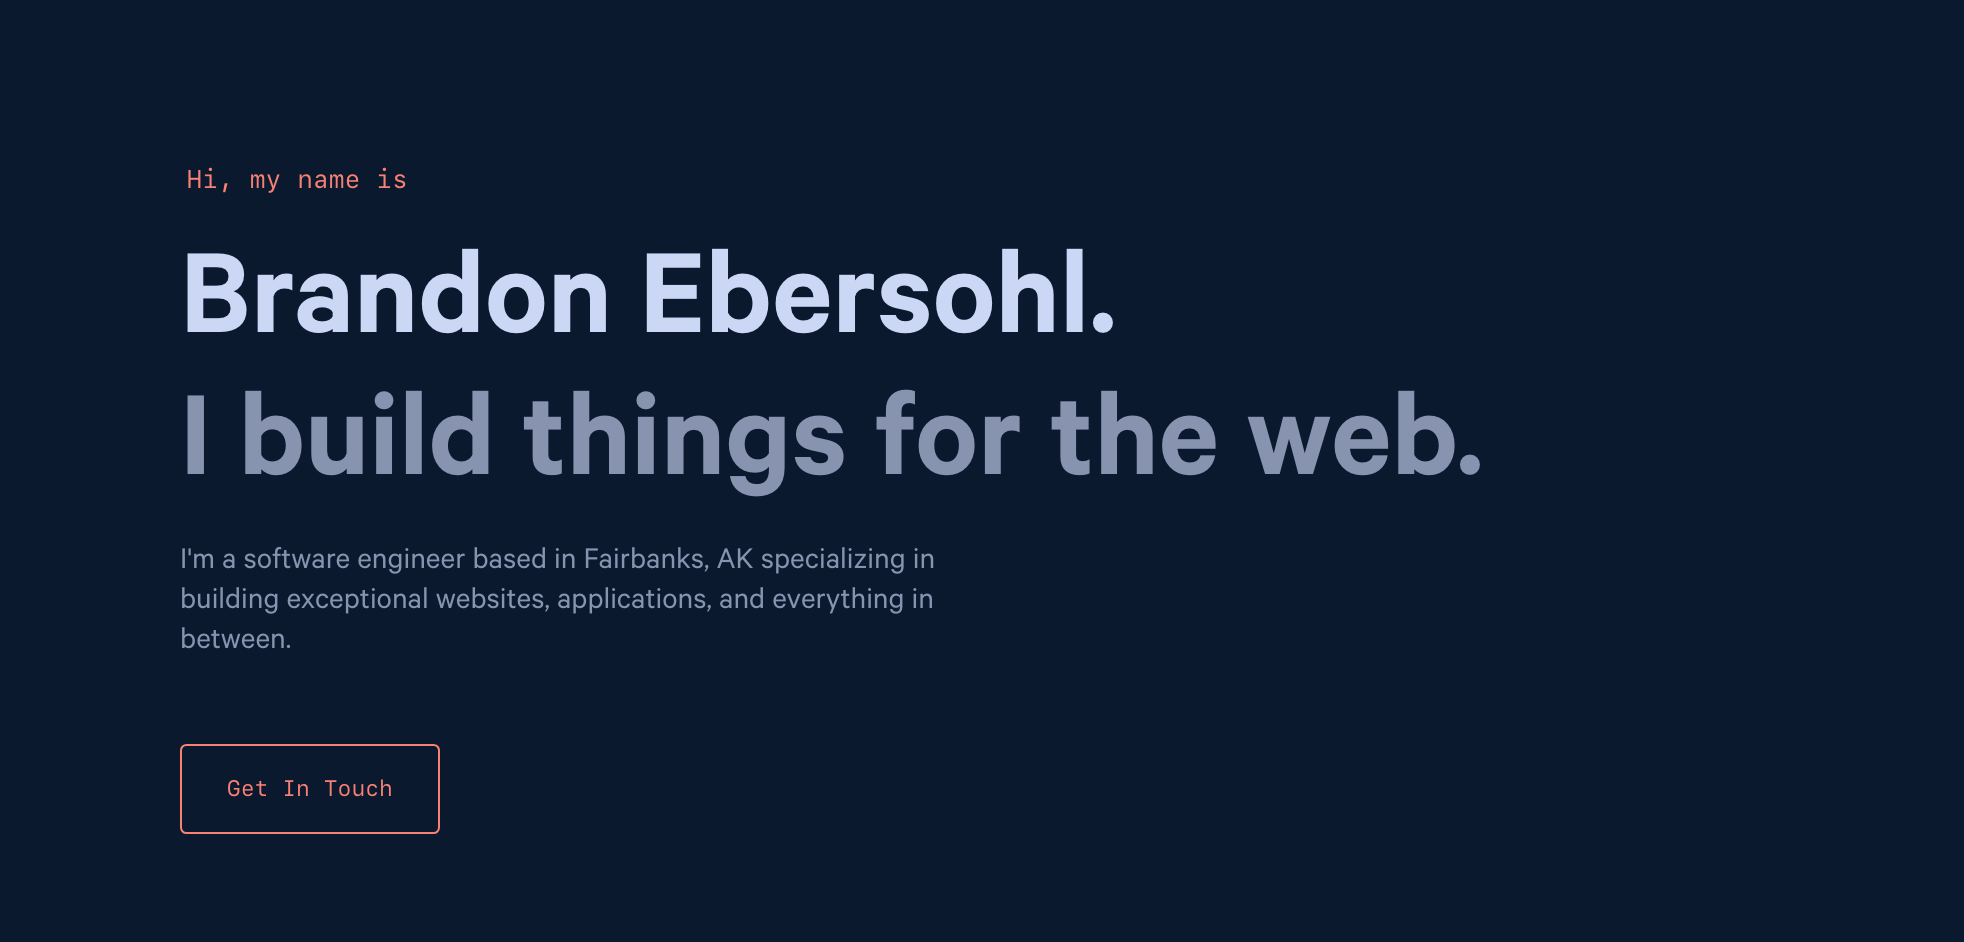 Hi, my name is
Brandon Ebersohl.
I build things for the web.
I'm a software engineer based in Fairbanks, AK specializing in
building exceptional websites, applications, and everything in
between.
Get In Touch